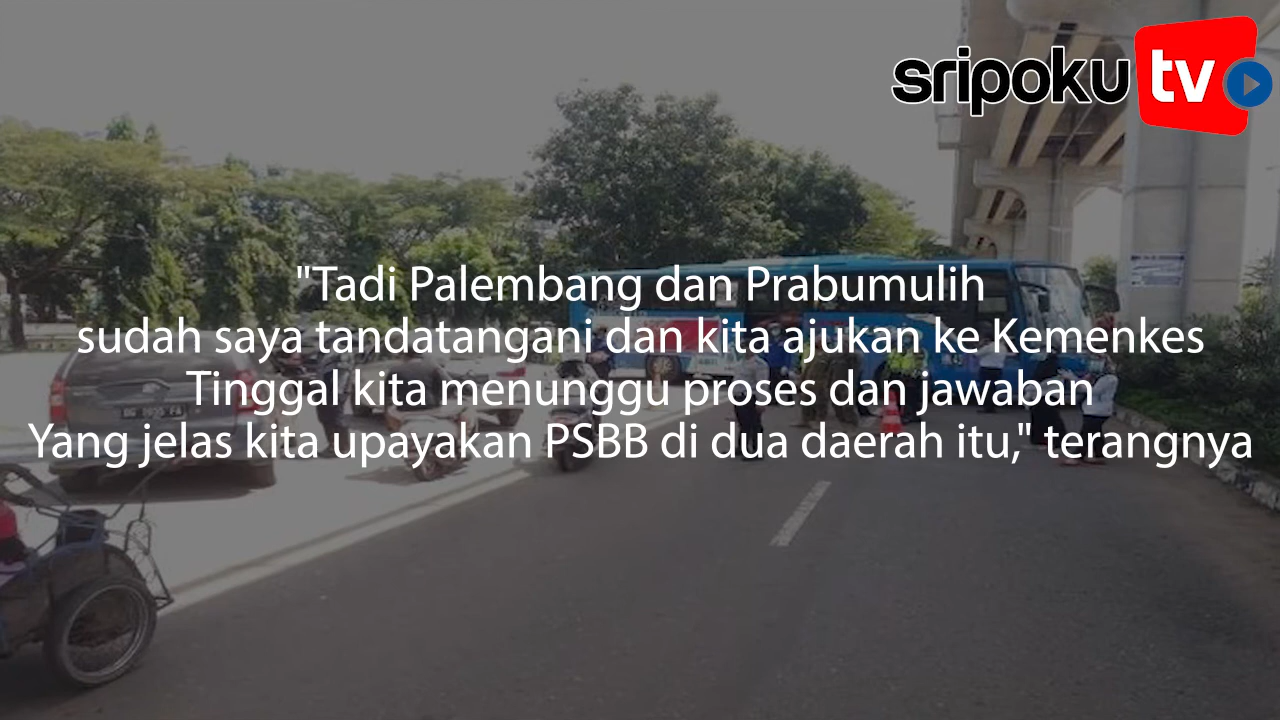 sripoku tv
"Tadi Palembang dan Prabumulih
sudah saya tandatangani dan kita ajukan ke Kemenkes
Tinggal kita menunggu proses dan jawaban
Yang jelas kita upayakan PSBB di dua daerah itu," terangnya